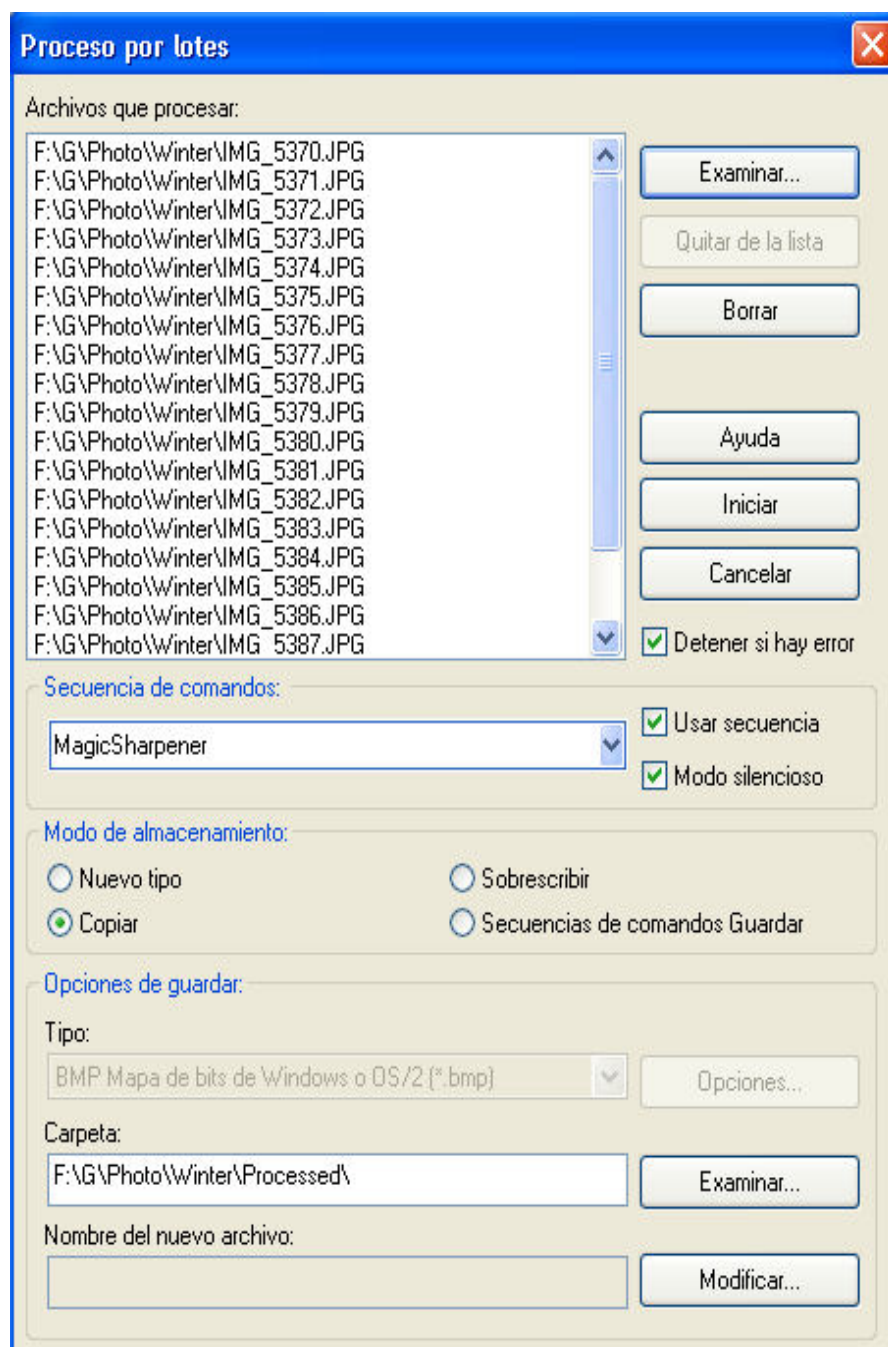 Proceso por lotes
Archivos que procesar:
F:\G\Photo\Winter\IMG_5370.JPG
F:\G\Photo\Winter\IMG_5371.JPG
F:\G\Photo\Winter\IMG_5372.JPG
F:\G\Photo\Winter\IMG_5373.JPG
F:\G\Photo\Winter\IMG_5374.JPG
F:\G\Photo\Winter\IMG_5375.JPG
F:\G\Photo\Winter\IMG_5376.JPG
F:\G\Photo\Winter\IMG_5377.JPG
F:\G\Photo\Winter\IMG_5378.JPG
F:\G\Photo\Winter\IMG_5379.JPG
F:\G\Photo\Winter\IMG_5380.JPG
F:\G\Photo\Winter\IMG_5381.JPG
F:\G\Photo\Winter\IMG_5382.JPG
F:\G\Photo\Winter\IMG_5383.JPG
F:\G\Photo\Winter\IMG_5384.JPG
F:\G\Photo\Winter\IMG_5385.JPG
F:\G\Photo\Winter\IMG_5386.JPG
F:\G\Photo\Winter\IMG_5387.JPG
Examinar...
Quitar de la lista
Borrar
Ayuda
Iniciar
Cancelar
Detener si hay error
Secuencia de comandos:
MagicSharpener
Usar secuencia
Modo silencioso
Modo de almacenamiento:
Nuevo tipo
Sobrescribir
Copiar
Secuencias de comandos Guardar
Opciones de guardar:
Tipo:
BMP Mapa de bits de Windows o OS/2 (*.bmp)
Opciones...
Carpeta:
F:\G\Photo\Winter\Processed\
Examinar...
Nombre del nuevo archivo:
Modificar...